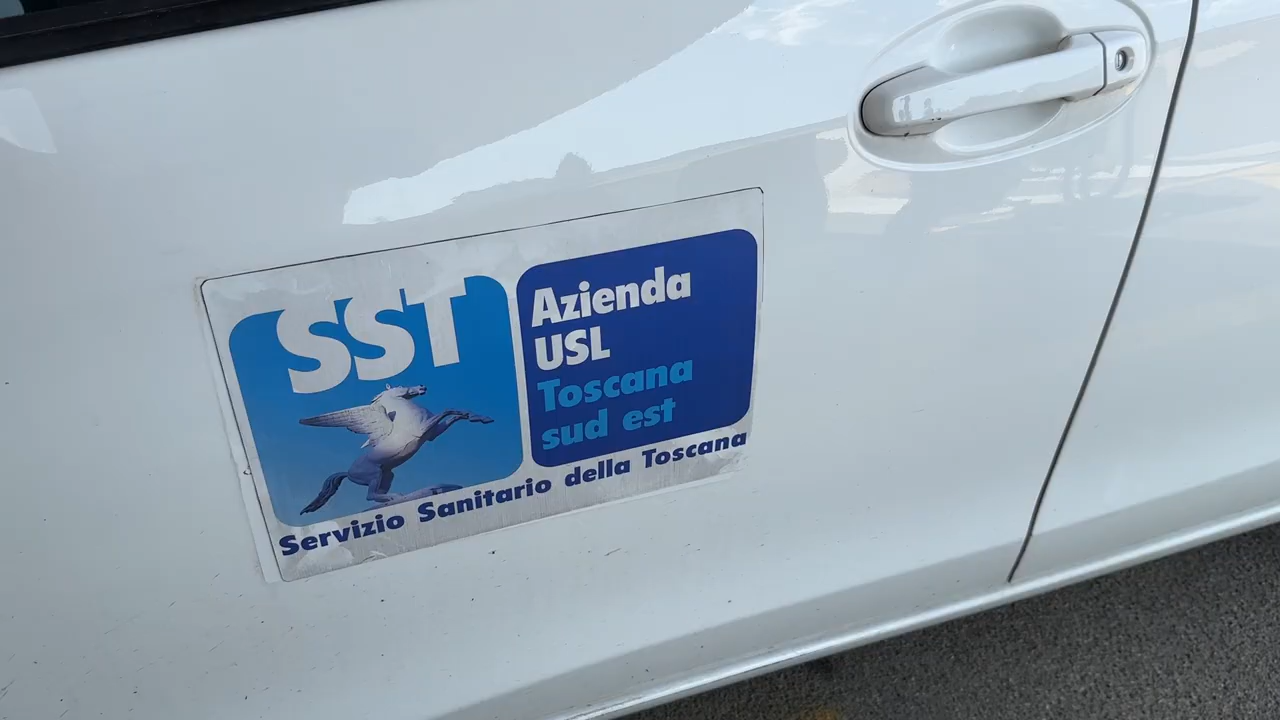 SST
Azienda
USL
Toscana
sud est
Servizio Sanitario della Toscana